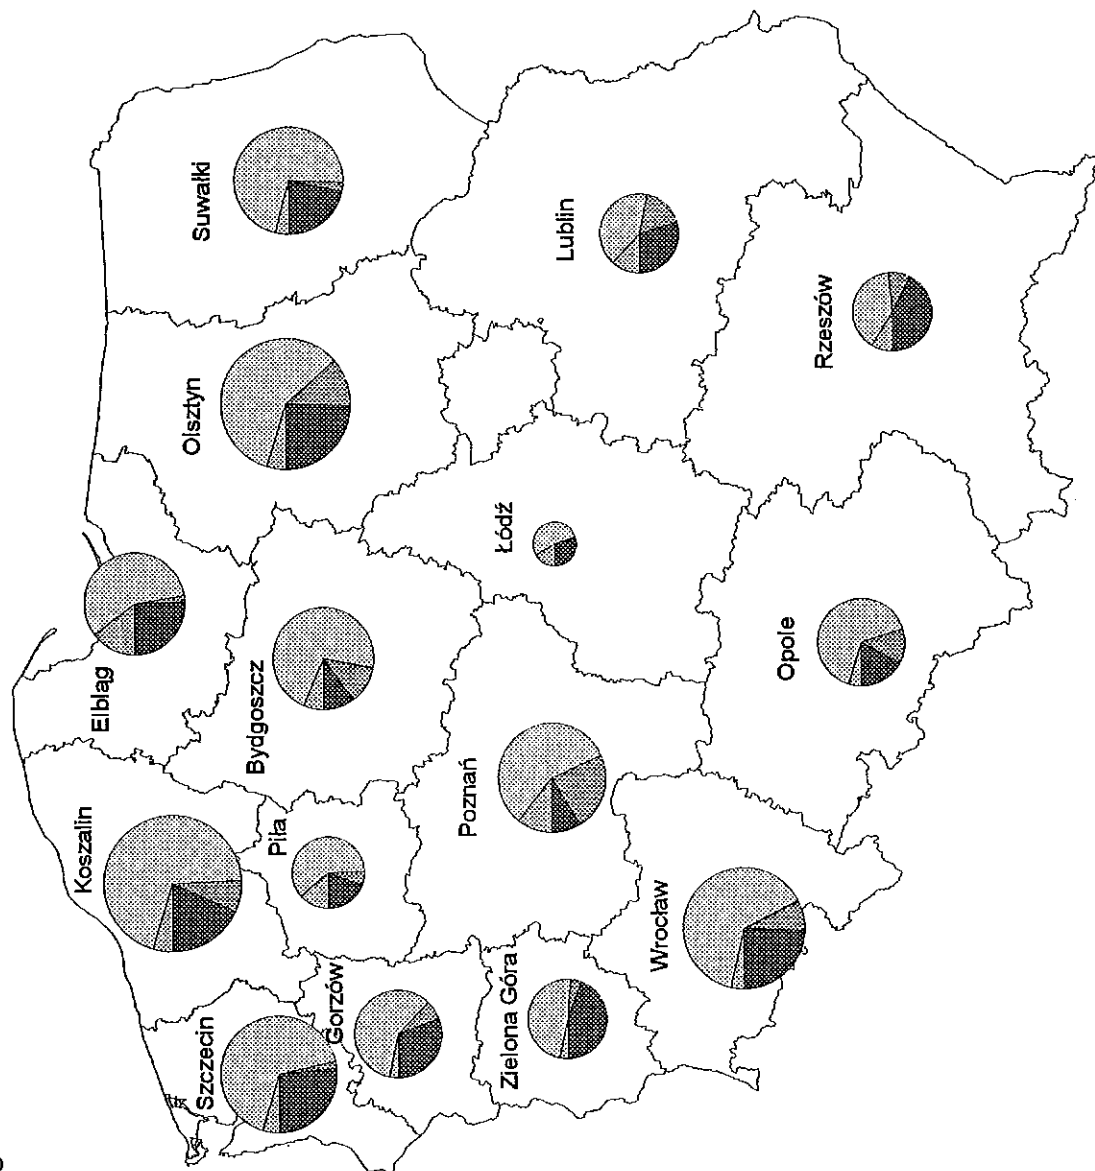 Szczecin
Koszalin
Elbląg
Olsztyn
Suwałki
Gorzów
Piła
Bydgoszcz
Zielona Góra
Poznań
Łódź
Lublin
Wrocław
Opole
Rzeszów